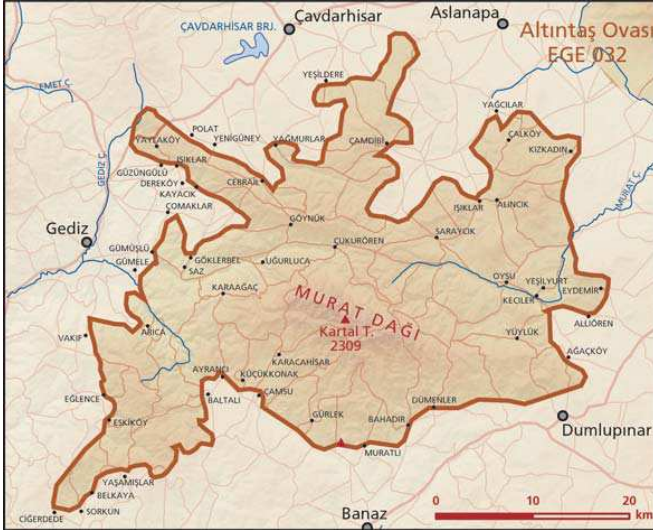 Aslanapa
Çavdarhisar
ÇAVDARHİSAR BRJ.
Altıntaş Ovası
EGE 032
EMET Ç.
YEŞİLDERE
YAĞCILAR
POLAT
YENİGÜNEY
YAĞMURLAR
ÇAMDİBİ
ÇALKÖY
KIZKADIN
YAYLAKÖY
IŞIKLAR
GÜZÜNGÜLÜ
DEREKÖY
KAYACIK
CEBRAİL
GEDİZ Ç.
MURAT Ç.
ÇOMAKLAR
IŞIKLAR
ALINCIK
GÖYNÜK
Gediz
GÜMÜŞLÜ
GÜMELE
ÇUKURÖREN
SARAYCIK
GÖKLERBEL
SAZ
UĞURLUCA
KARAAĞAÇ
OYSU
YEŞİLYURT
KECİLER
EYDEMİR
MURAT DAĞI
Kartal T.
2309
ALLIÖREN
VAKIF
ARICA
YÜYLÜK
AĞAÇKÖY
KARACAHİSAR
AYRANCI
KÜÇÜKKONAK
EĞLENCE
BALTALI
ÇAMSU
DÜMENLER
Dumlupınar
ESKİKÖY
GÜRLEK
BAHADIR
MURATLI
YAŞAMIŞLAR
BELKAYA
SORKUN
CİĞERDEDE
Banaz
0 10 20
km